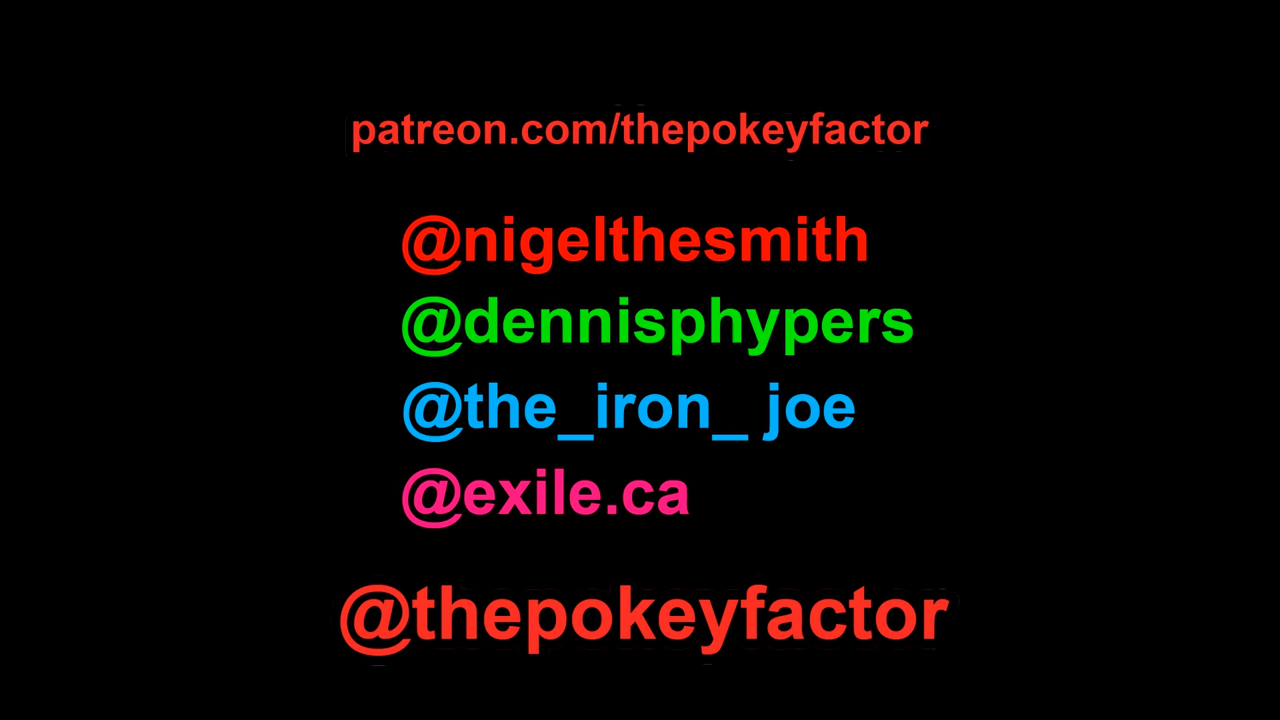 patreon.com/thepokeyfactor
@nigelthesmith
@dennisphypers
@the_iron_ joe
@exile.ca
@thepokeyfactor